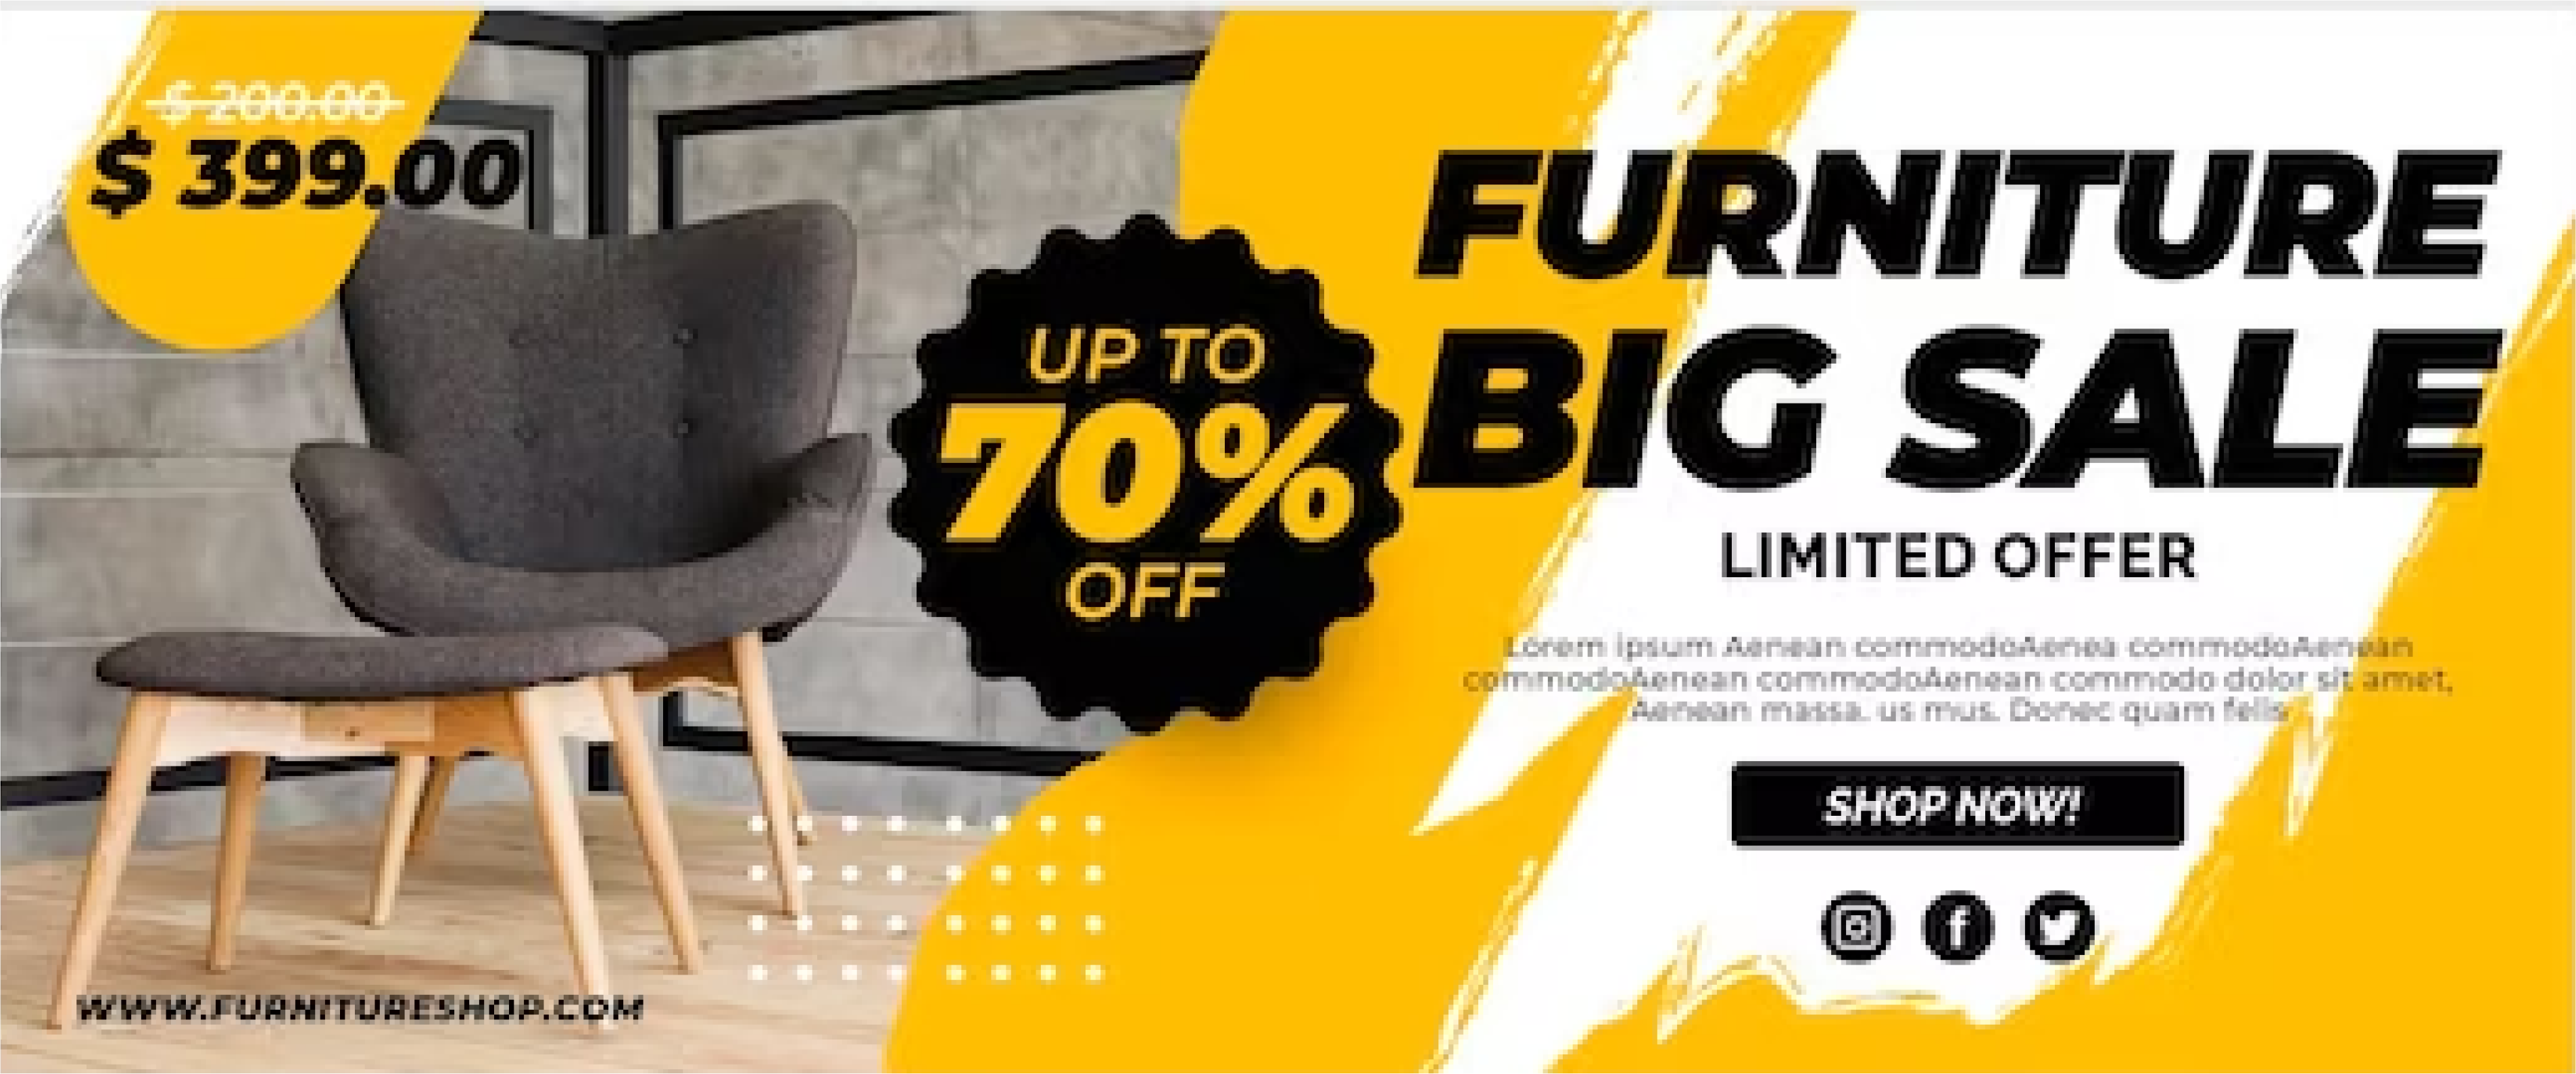 $ 200.00
$ 399.00
UP TO
70%
OFF
WWW.FURNITURESHOP.COM
FURNITURE
BIG SALE
LIMITED OFFER
Lorem ipsum Aenean commodoAenea commodoAenean
commodoAenean commodoAenean commodo dolor sit amet,
Aenean massa. us mus. Donec quam felis
SHOP NOW!